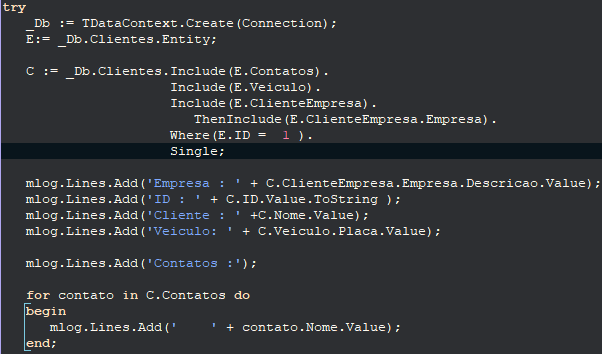 try
   _Db := TDataContext.Create(Connection);
   E:= _Db.Clientes.Entity;
   C := _Db.Clientes.Include(E.Contatos).
                     Include(E.Veiculo).
                     Include(E.ClienteEmpresa).
                        ThenInclude(E.ClienteEmpresa.Empresa).
                     Where(E.ID =  1 ).
                     Single;
   mlog.Lines.Add('Empresa : ' + C.ClienteEmpresa.Empresa.Descricao.Value);
   mlog.Lines.Add('ID : ' + C.ID.Value.ToString );
   mlog.Lines.Add('Cliente : ' +C.Nome.Value);
   mlog.Lines.Add('Veiculo: ' + C.Veiculo.Placa.Value);
   mlog.Lines.Add('Contatos :');
   for contato in C.Contatos do
   begin
      mlog.Lines.Add('    ' + contato.Nome.Value);
   end;